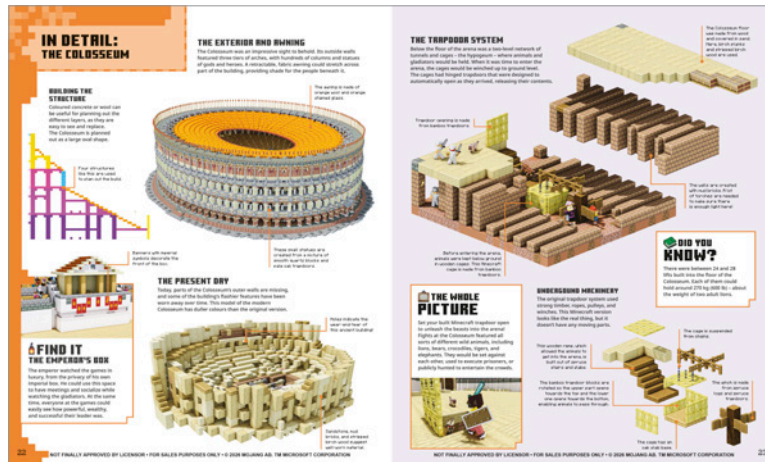 IN DETAIL:
THE COLOSSEUM
BUILDING THE
STRUCTURE
Coloured concrete or wool can
be useful for planning out the
different layers, as they are
easy to see and replace.
The Colosseum is planned
out as a large oval shape.
Four structures
like this are used
to plan out the build.
THE EXTERIOR AND AWNING
The Colosseum was an impressive sight to behold. Its outside walls
featured three tiers of arches, with hundreds of columns and statues
of gods and heroes. A retractable, fabric awning could stretch across
part of the building, providing shade for the people beneath it.
The awning is made of
orange wool and orange
stained glass.
These small statues are
created from a mixture of
smooth quartz blocks and
Banners with imperial
symbols decorate the
front of the box.
FIND IT
THE EMPEROR'S BOX
The emperor watched the games in
luxury, from the privacy of his own
imperial box. He could use this space
to have meetings and socialize while
watching the gladiators. At the same
time, everyone at the games could
easily see how powerful, wealthy,
and successful their leader was.
THE PRESENT DAY
Today, parts of the Colosseum's outer walls are missing,
and some of the building's flashier features have been
worn away over time. This model of the modern
Colosseum has duller colours than the original version.
Holes indicate the
wear-and-tear of
this ancient building!
Sandstone, mud
bricks, and stripped
birch wood suggest
well-worn material.
22
NOT FINALLY APPROVED BY LICENSOR • FOR SALES PURPOSES ONLY • © 2026 MOJANG AB. TM MICROSOFT CORPORATION
THE TRAPDOOR SYSTEM
Below the floor of the arena was a two-level network of
tunnels and cages – the hypogeum – where animals and
gladiators would be held. When it was time to enter the
arena, the cages would be winched up to ground level.
The cages had hinged trapdoors that were designed to
automatically open as they arrived, releasing their contents.
The Colosseum floor
was made from wood
and covered in sand.
Here, birch planks
and stripped birch
wood are used.
Trapdoor opening is made
from bamboo trapdoors.
The walls are created
with mud bricks. Plenty
of torches are needed
to make sure there
is enough light here!
Before entering the arena,
animals were kept below ground
in wooden cages. This Minecraft
cage is made from bamboo
trapdoors.
DID YOU
KNOW?
There were between 24 and 28
lifts built into the floor of the
Colosseum. Each of them could
hold around 270 kg (600 lb) – about
the weight of two adult lions.
THE WHOLE
PICTURE
Set your built Minecraft trapdoor open
to unleash the beasts into the arena!
Fights at the Colosseum featured all
sorts of different wild animals, including
lions, bears, crocodiles, tigers, and
elephants. They would be set against
each other, used to execute prisoners, or
publicly hunted to entertain the crowds.
UNDERGROUND MACHINERY
The original trapdoor system used
strong timber, ropes, pulleys, and
winches. This Minecraft version
looks like the real thing, but it
doesn't have any moving parts.
The cage is suspended
from chains.
This wooden ramp, which
allowed the animals to
get into the arena, is
built out of spruce
stairs and slabs.
The bamboo trapdoor blocks are
rotated so the upper part opens
towards the top and the lower
one opens towards the bottom,
enabling animals to pass through.
The winch is made
from spruce
logs and spruce
trapdoors.
The cage has an
oak slab base.
NOT FINALLY APPROVED BY LICENSOR • FOR SALES PURPOSES ONLY • © 2026 MOJANG AB. TM MICROSOFT CORPORATION